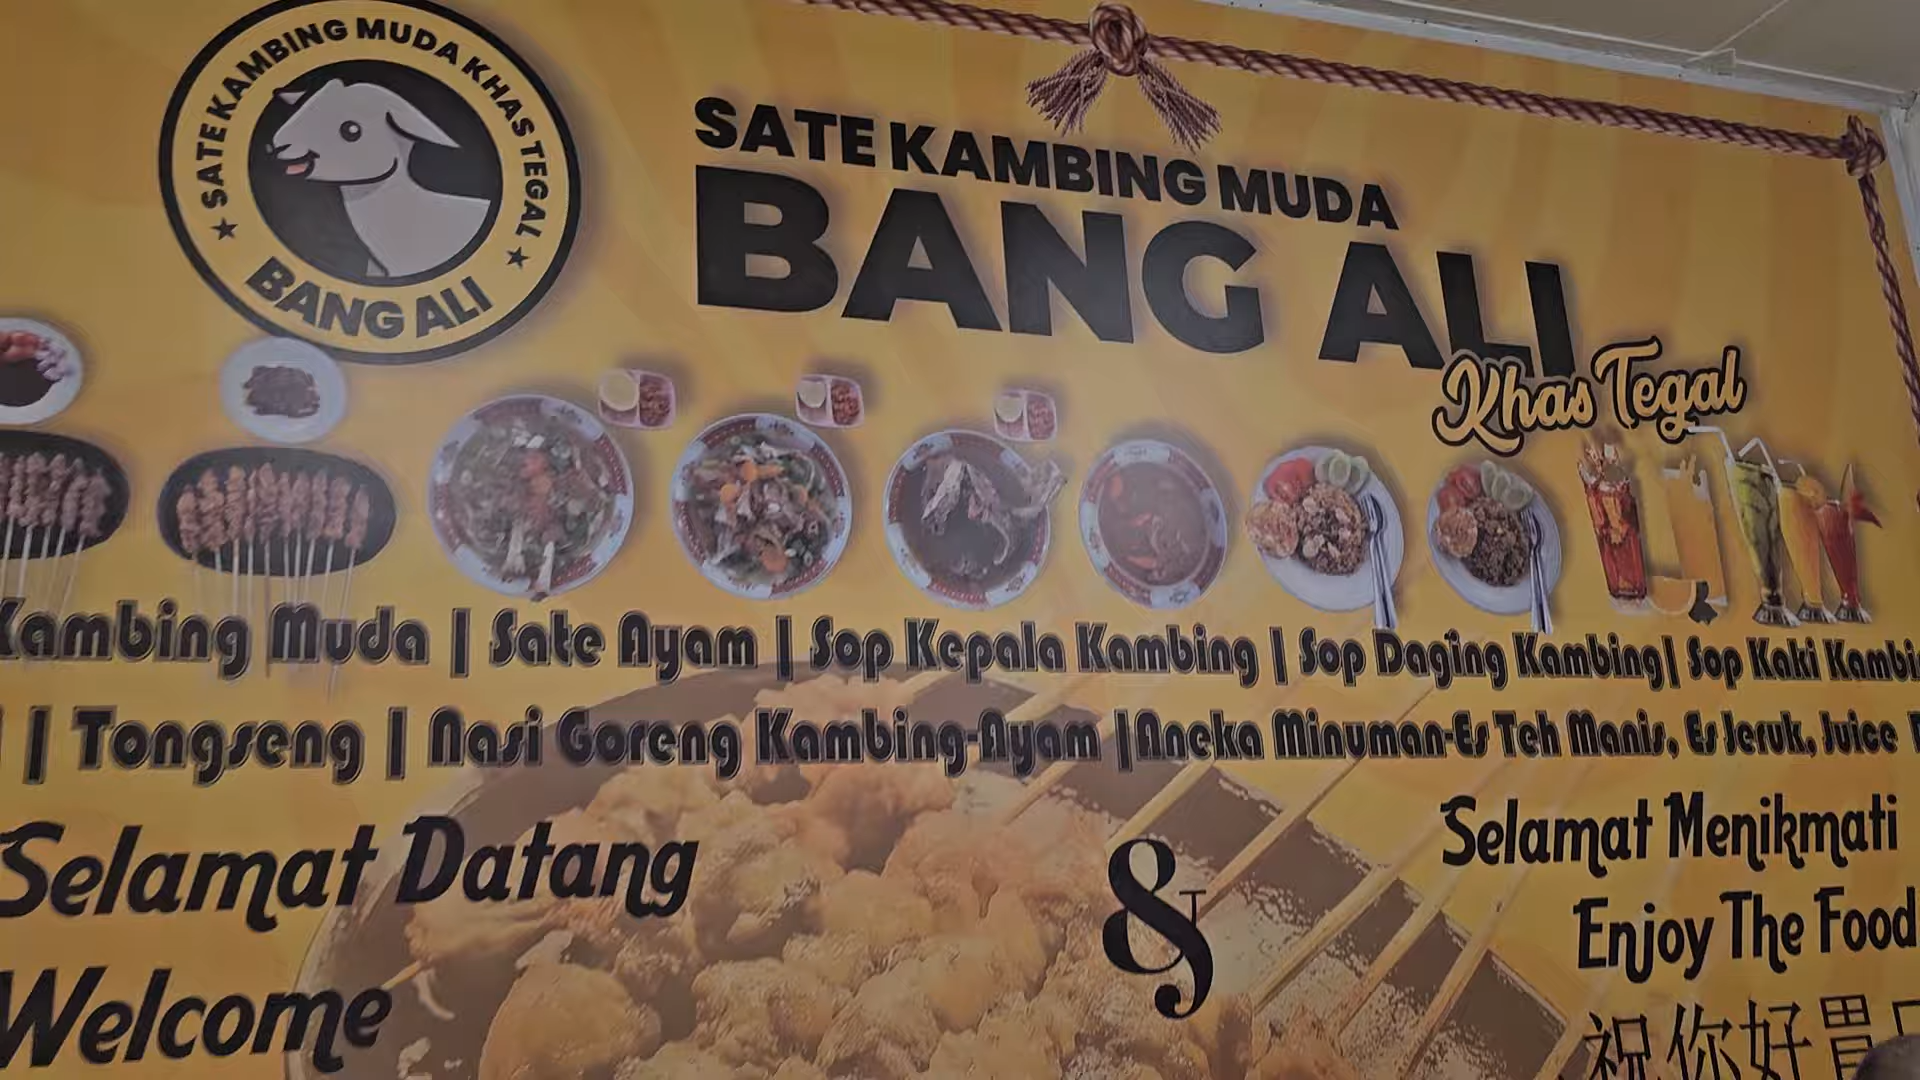 SATE KAMBING MUDA KHAS TEGAL
BANG ALI
SATE KAMBING MUDA
BANG ALI
Khas Tegal
Kambing Muda | Sate Ayam | Sop Kepala Kambing | Sop Daging Kambing | Sop Kaki
| Tongseng | Nasi Goreng Kambing-Ayam | Aneka Minuman-Es Teh Manis, Es Jeruk, Juice
Selamat Datang
&
Selamat Menikmati
Welcome
Enjoy The Food
祝你好胃